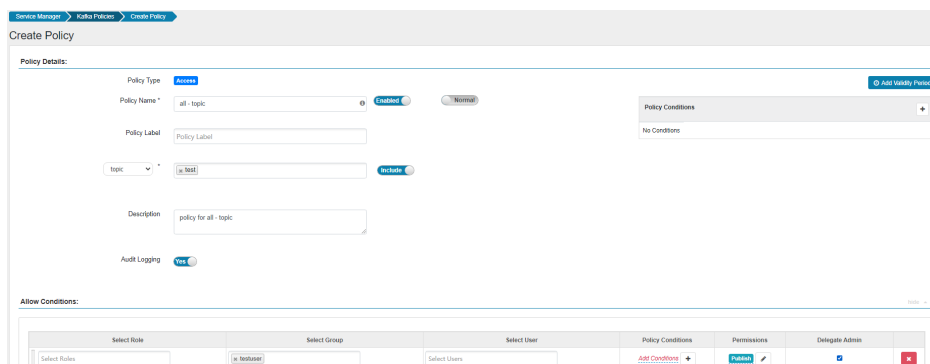 Service Manager Kafka Policies Create Policy
Create Policy
Policy Details:
Policy Type Access
Add Validity Period
Policy Name * all - topic Enabled Normal
Policy Conditions
No Conditions
Policy Label Policy Label
topic * test Include
Description policy for all - topic
Audit Logging Yes
Allow Conditions:
Select Role Select Group Select User Policy Conditions Permissions Delegate Admin
Select Roles testuser Select Users Add Conditions + Publish